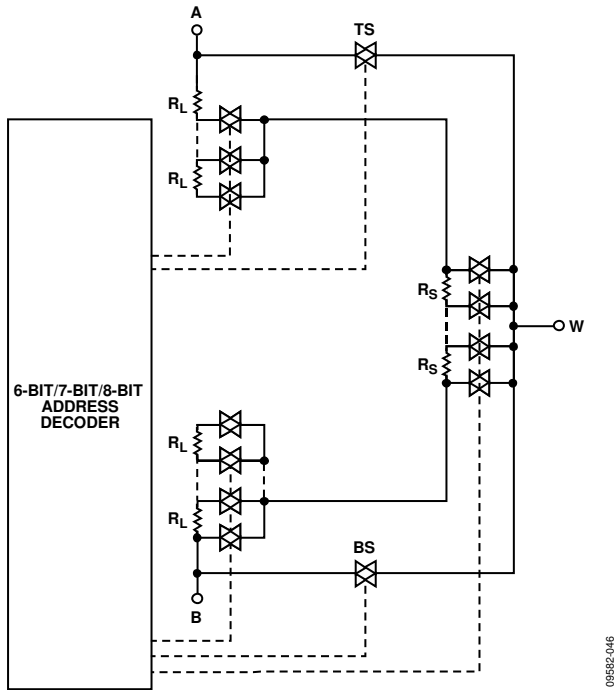 A
TS
RL
RL
RS
W
RS
6-BIT/7-BIT/8-BIT
ADDRESS
DECODER
RL
RL
BS
B
09582-046